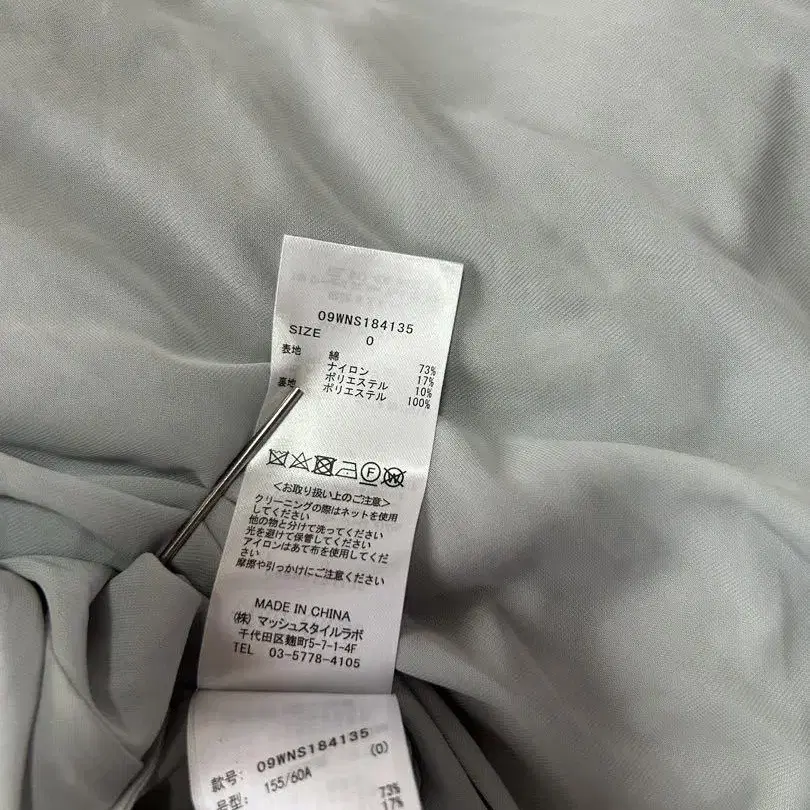 09WNS184135
SIZE 0
表地 綿 73%
ナイロン 17%
ポリエステル 10%
裏地 ポリエステル 100%
<お取り扱い上のご注意>
クリーニングの際はネットを使用
してください
他の物と分けて洗ってください
光を避けて保管してください
アイロンはあて布を使用してくだ
さい
摩擦や引っかけにご注意ください
MADE IN CHINA
(株) マッシュスタイルラボ
千代田区麹町5-7-1-4F
TEL 03-5778-4105
款号: 09WNS184135
号型: 155/60A (0)
73%
17%